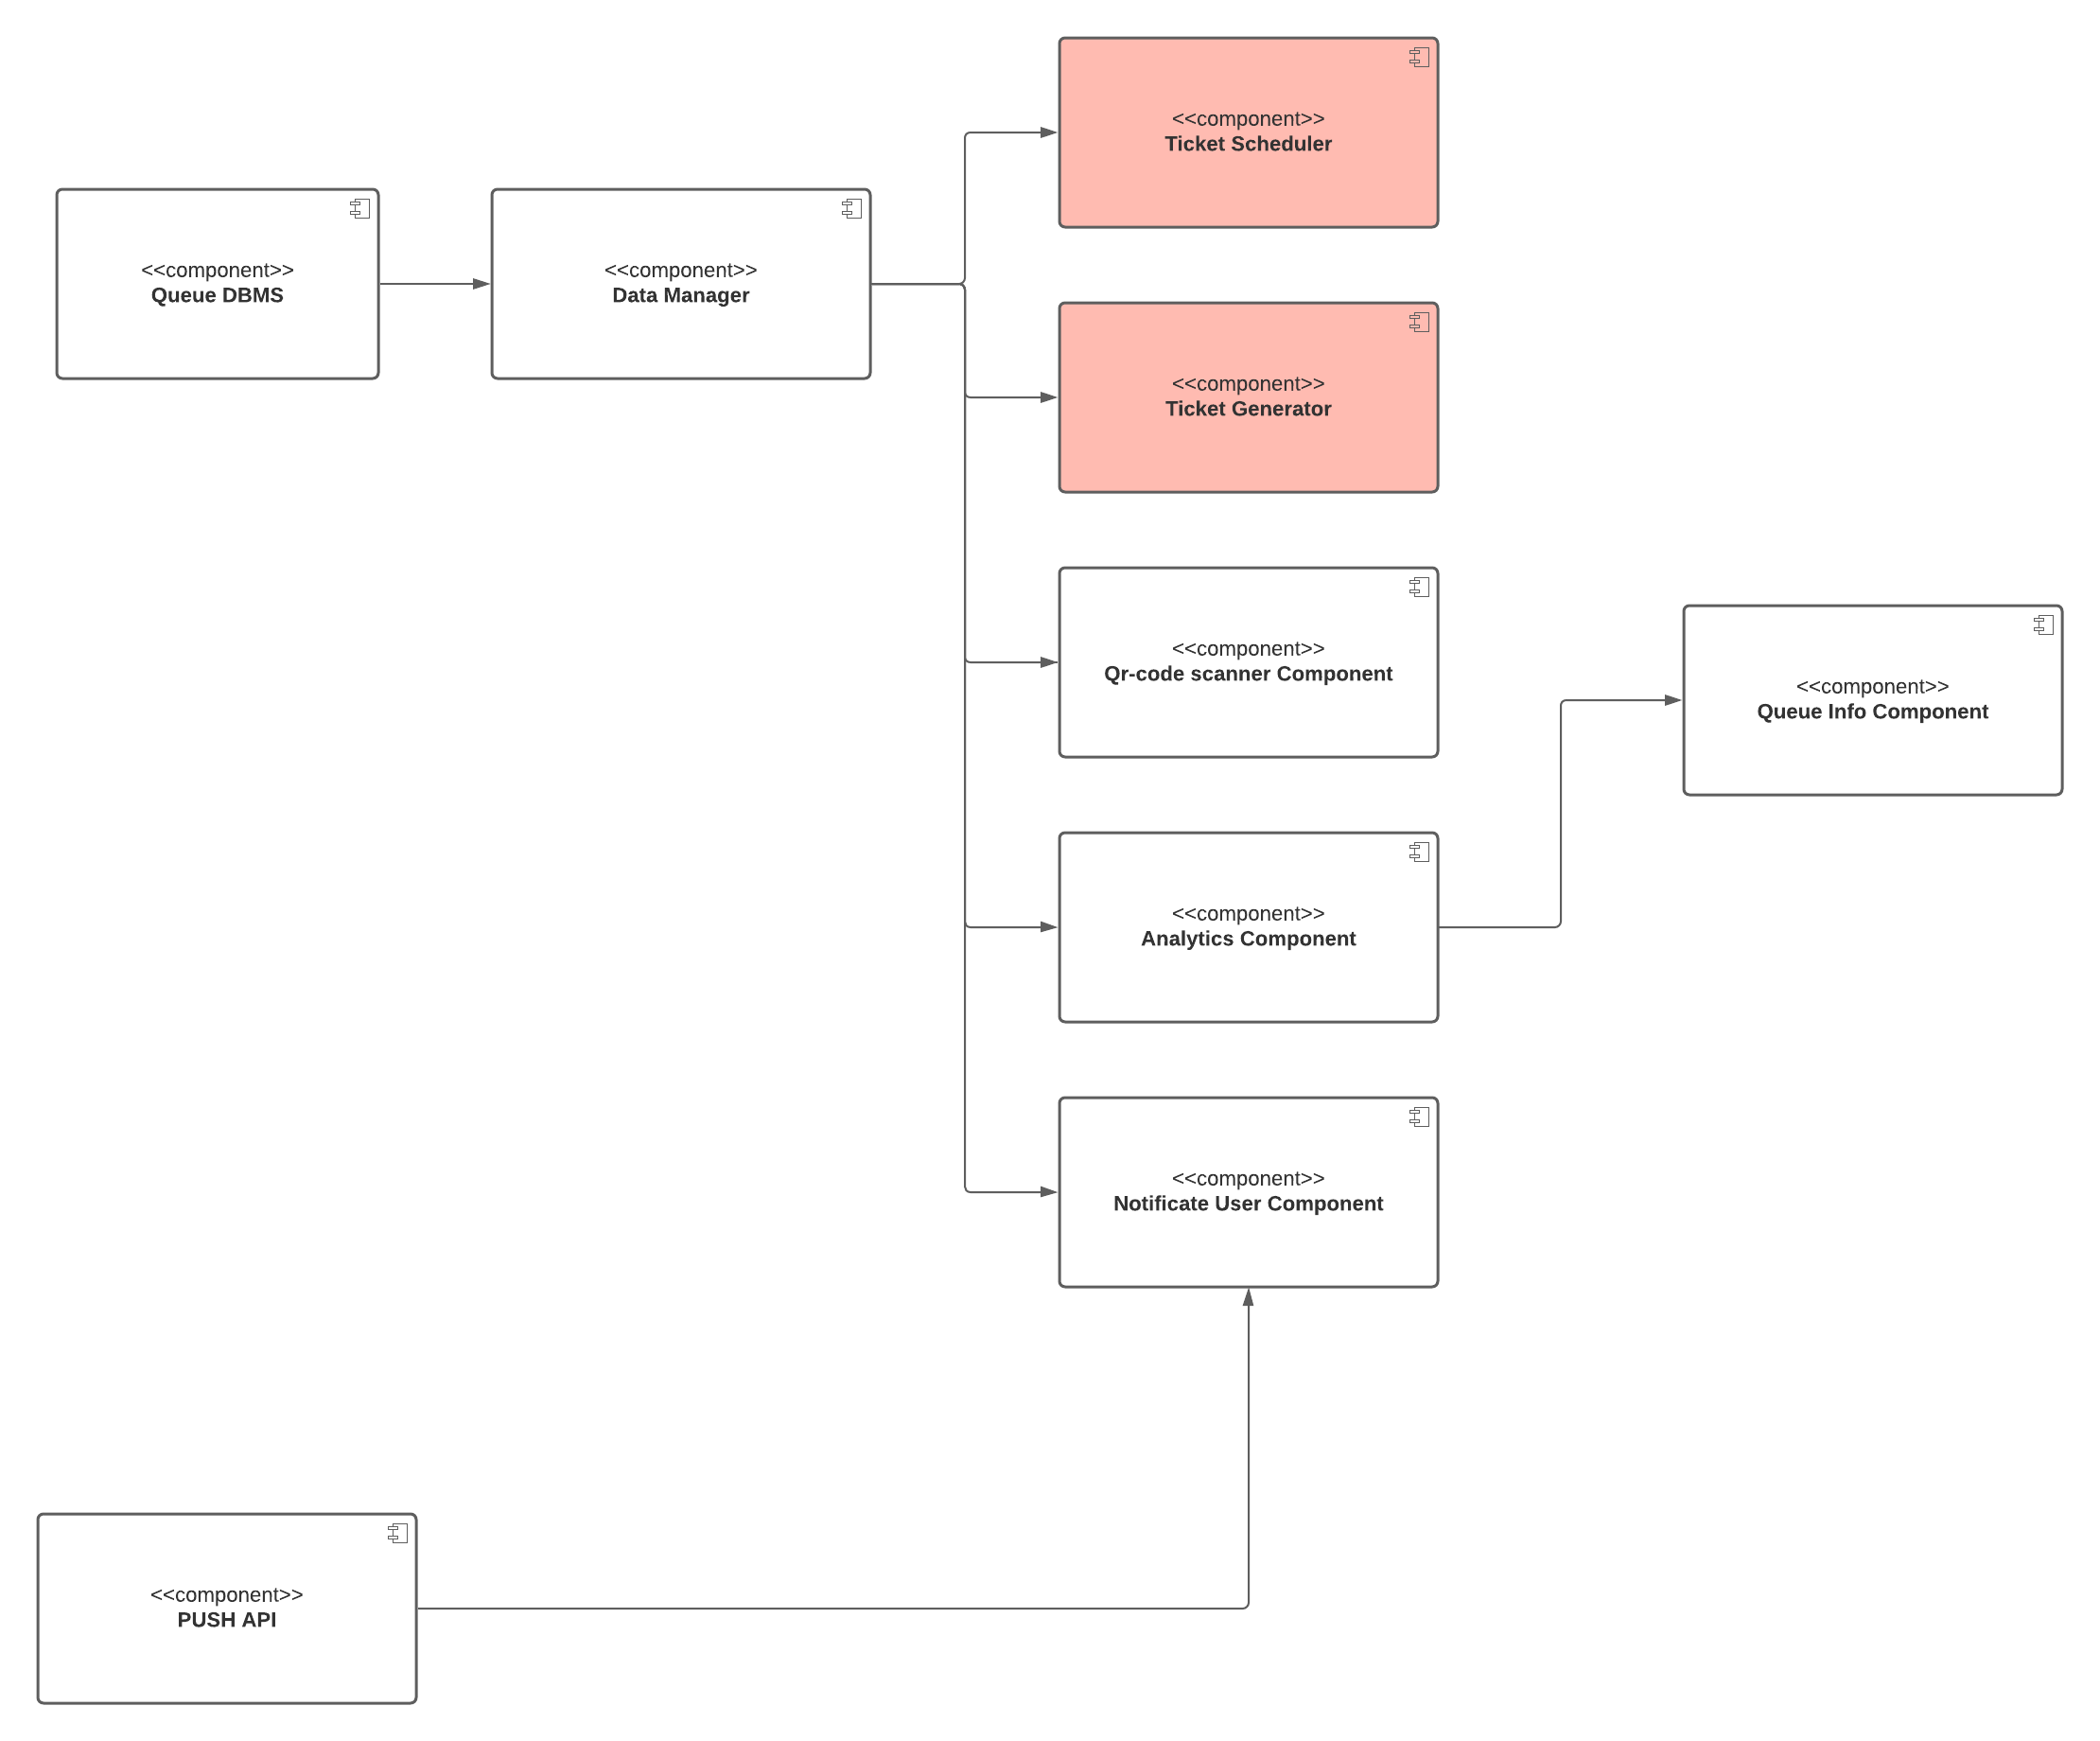 <<component>>
Ticket Scheduler
<<component>>
Queue DBMS
<<component>>
Data Manager
<<component>>
Ticket Generator
<<component>>
Qr-code scanner Component
<<component>>
Queue Info Component
<<component>>
Analytics Component
<<component>>
Notificate User Component
<<component>>
PUSH API